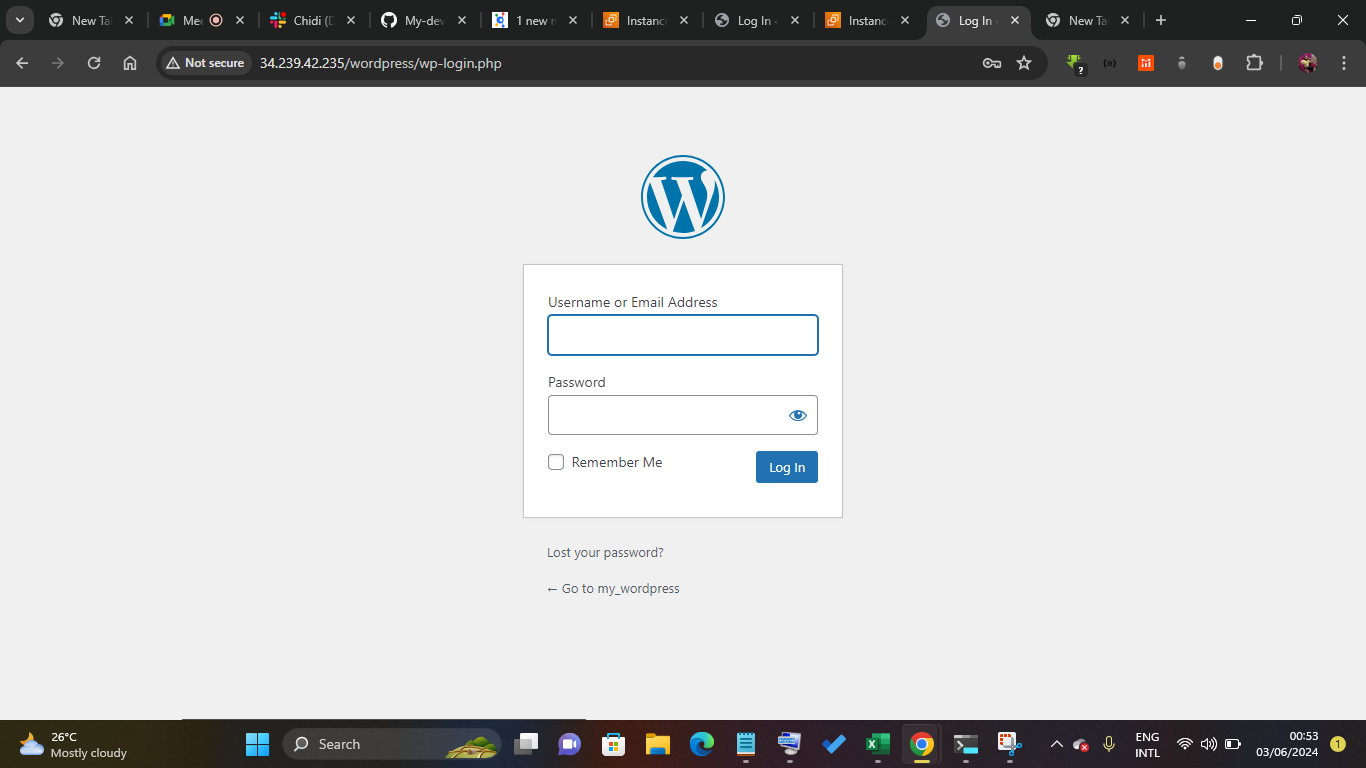 New Ta
Mee
Chidi (D
My-dev
1 new n
Instanc
Log In
Instanc
Log In
New Ta
Not secure
34.239.42.235/wordpress/wp-login.php
Username or Email Address
Password
Remember Me
Log In
Lost your password?
← Go to my_wordpress
26°C
Mostly cloudy
Search
ENG
INTL
00:53
03/06/2024
1